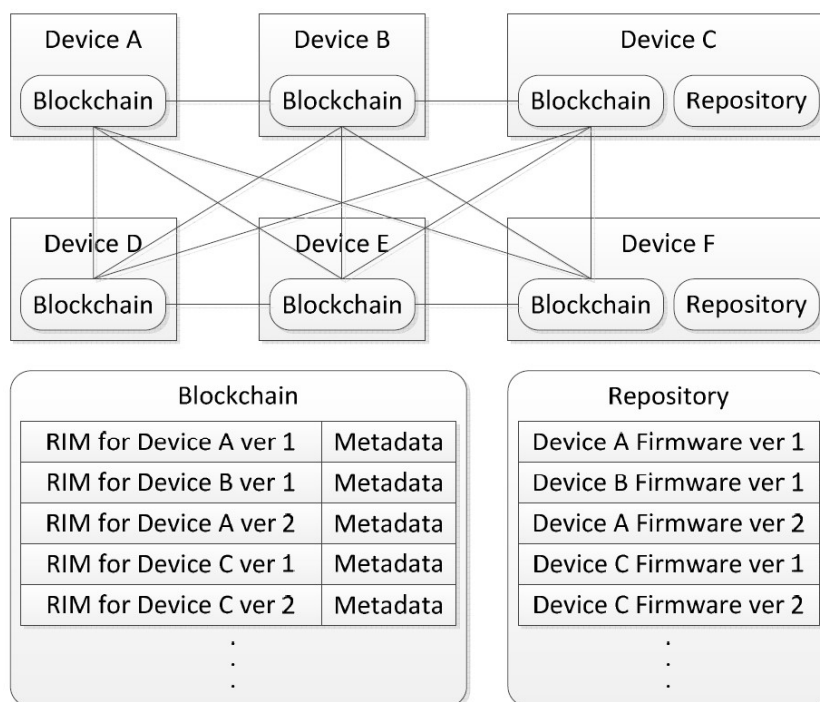 Device A
Device B
Device C
Blockchain
Blockchain
Blockchain
Repository
Device D
Device E
Device F
Blockchain
Blockchain
Blockchain
Repository
Blockchain
RIM for Device A ver 1 Metadata
RIM for Device B ver 1 Metadata
RIM for Device A ver 2 Metadata
RIM for Device C ver 1 Metadata
RIM for Device C ver 2 Metadata
.
.
.
Repository
Device A Firmware ver 1
Device B Firmware ver 1
Device A Firmware ver 2
Device C Firmware ver 1
Device C Firmware ver 2
.
.
.